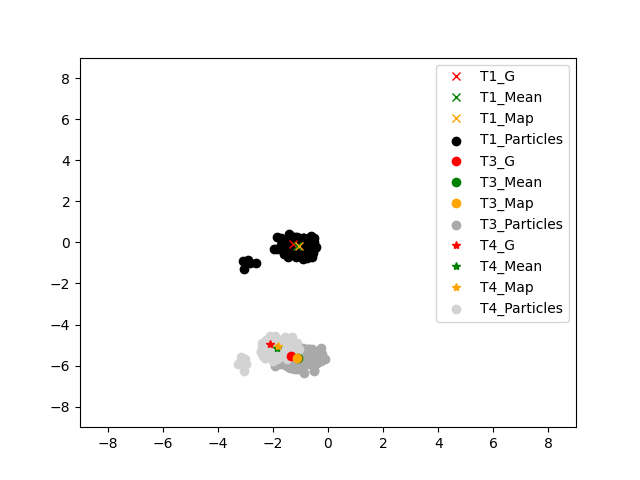 8
6
4
2
0
−2
−4
−6
−8
−8 −6 −4 −2 0 2 4 6 8
T1_G
T1_Mean
T1_Map
T1_Particles
T3_G
T3_Mean
T3_Map
T3_Particles
T4_G
T4_Mean
T4_Map
T4_Particles